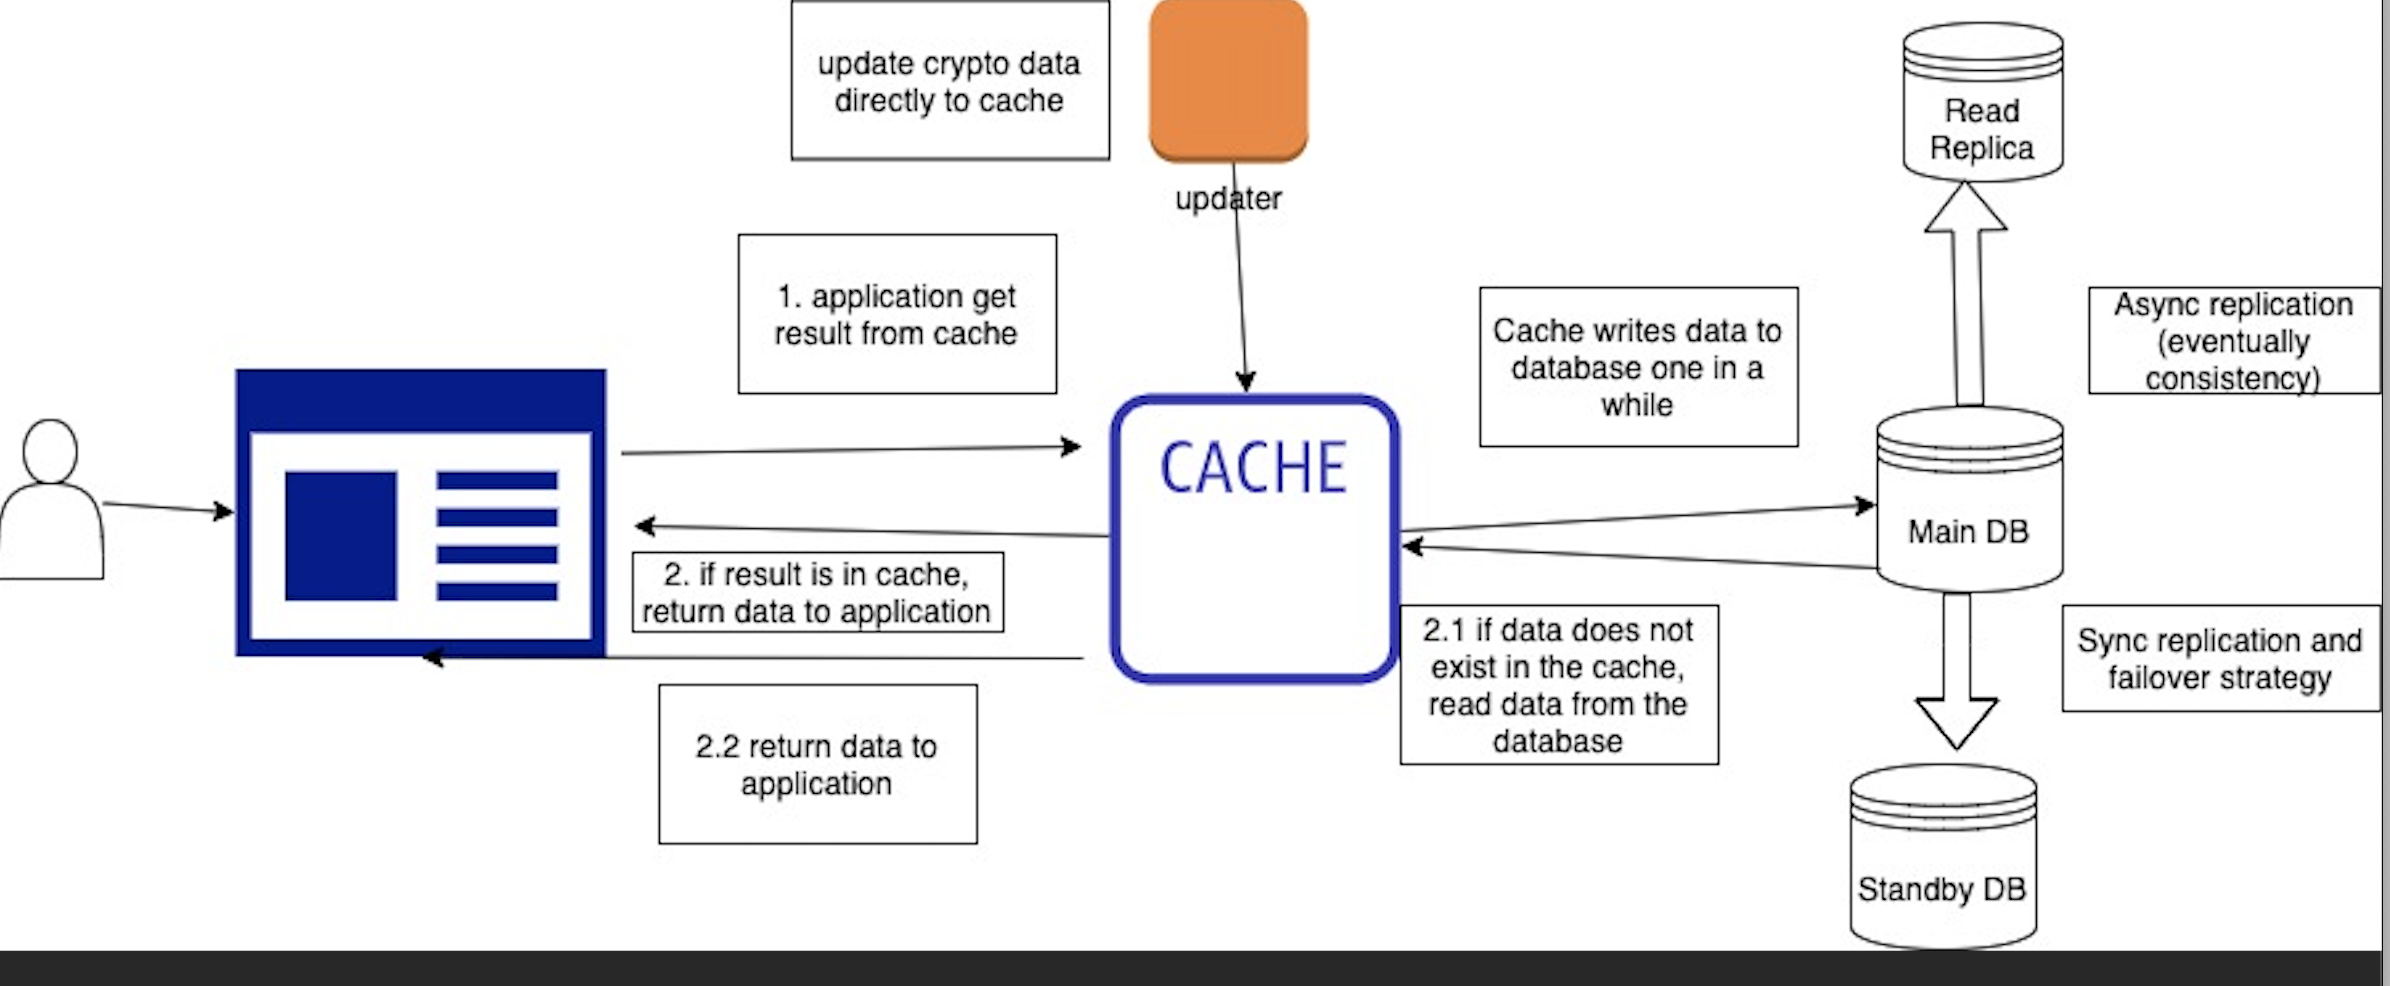 update crypto data
directly to cache
updater
Read
Replica
1. application get
result from cache
Cache writes data to
database one in a
while
Async replication
(eventually
consistency)
CACHE
Main DB
2. if result is in cache,
return data to application
2.1 if data does not
exist in the cache,
read data from the
database
Sync replication and
failover strategy
2.2 return data to
application
Standby DB